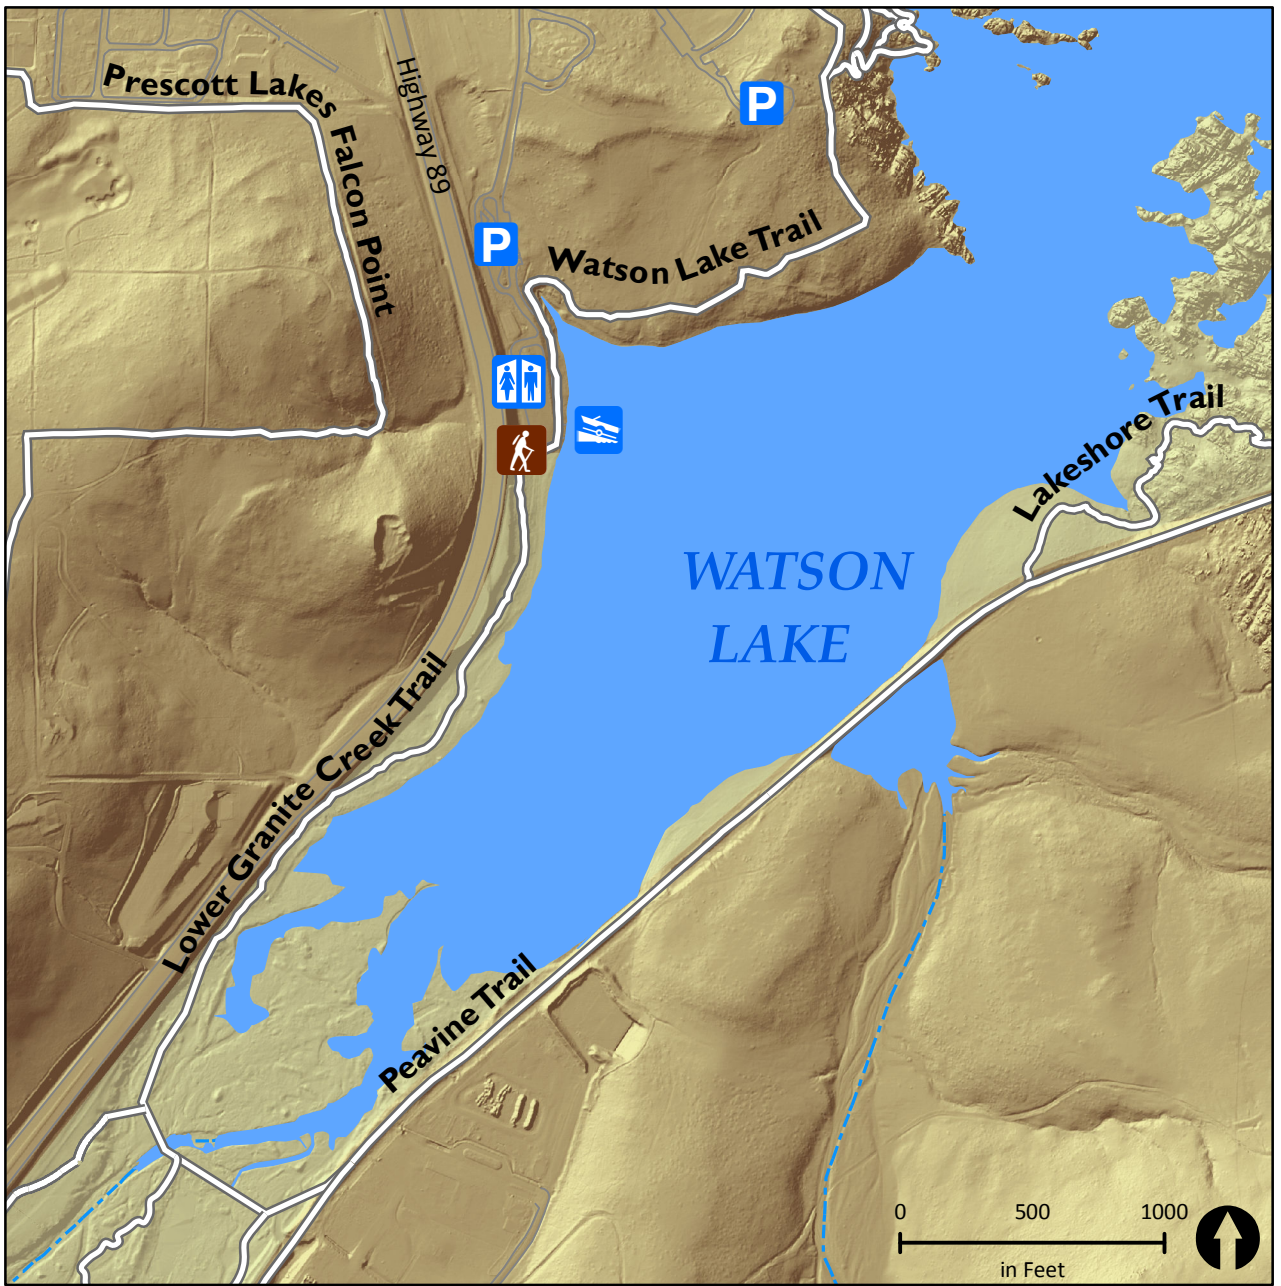 Prescott Lakes Falcon Point
Highway 89
P
P
Watson Lake Trail
Lakeshore Trail
WATSON
LAKE
Lower Granite Creek Trail
Peavine Trail
0 500 1000
in Feet